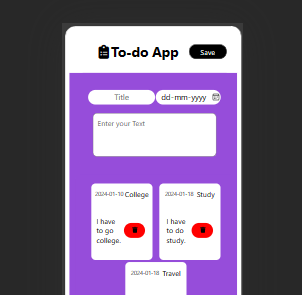 To-do App
Save
Title
dd-mm-yyyy
Enter your Text
2024-01-10 College
2024-01-18 Study
I have to go college.
I have to do study.
2024-01-18 Travel